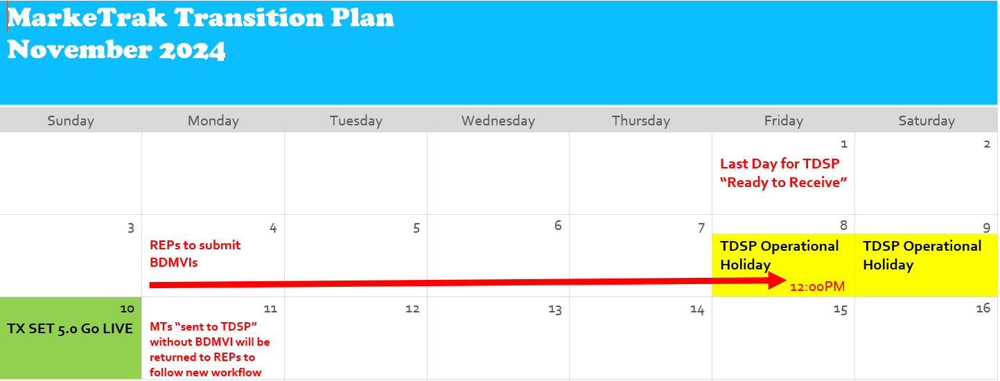 MarkeTrak Transition Plan
November 2024
Sunday Monday Tuesday Wednesday Thursday Friday Saturday
1 2
Last Day for TDSP
“Ready to Receive”
3 4 5 6 7 8 9
REPs to submit
BDMVIs
TDSP Operational
Holiday
12:00PM
TDSP Operational
Holiday
10 11 12 13 14 15 16
TX SET 5.0 Go LIVE
MTs “sent to TDSP”
without BDMVI will be
returned to REPs to
follow new workflow